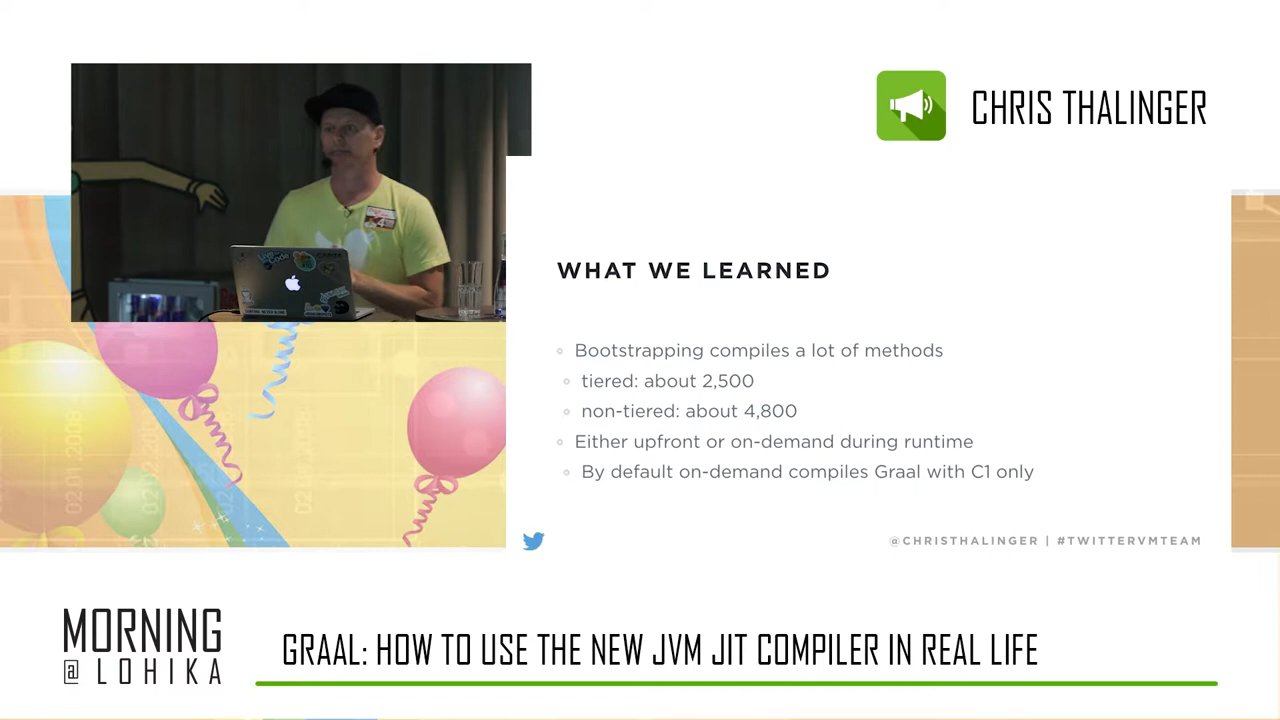 CHRIS THALINGER
WHAT WE LEARNED
Bootstrapping compiles a lot of methods
tiered: about 2,500
non-tiered: about 4,800
Either upfront or on-demand during runtime
By default on-demand compiles Graal with C1 only
@CHRISTHALINGER | #TWITTERVMTEAM
MORNING
@ LOHIKA
GRAAL: HOW TO USE THE NEW JVM JIT COMPILER IN REAL LIFE